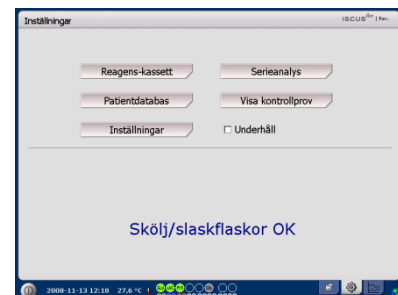 Inställningar
ISCUS
Reagens-kassett
Serieanalys
Patientdatabas
Visa kontrollprov
Inställningar
Underhåll
Skölj/slaskflaskor OK
2008-11-13 12:18 27,6 °C